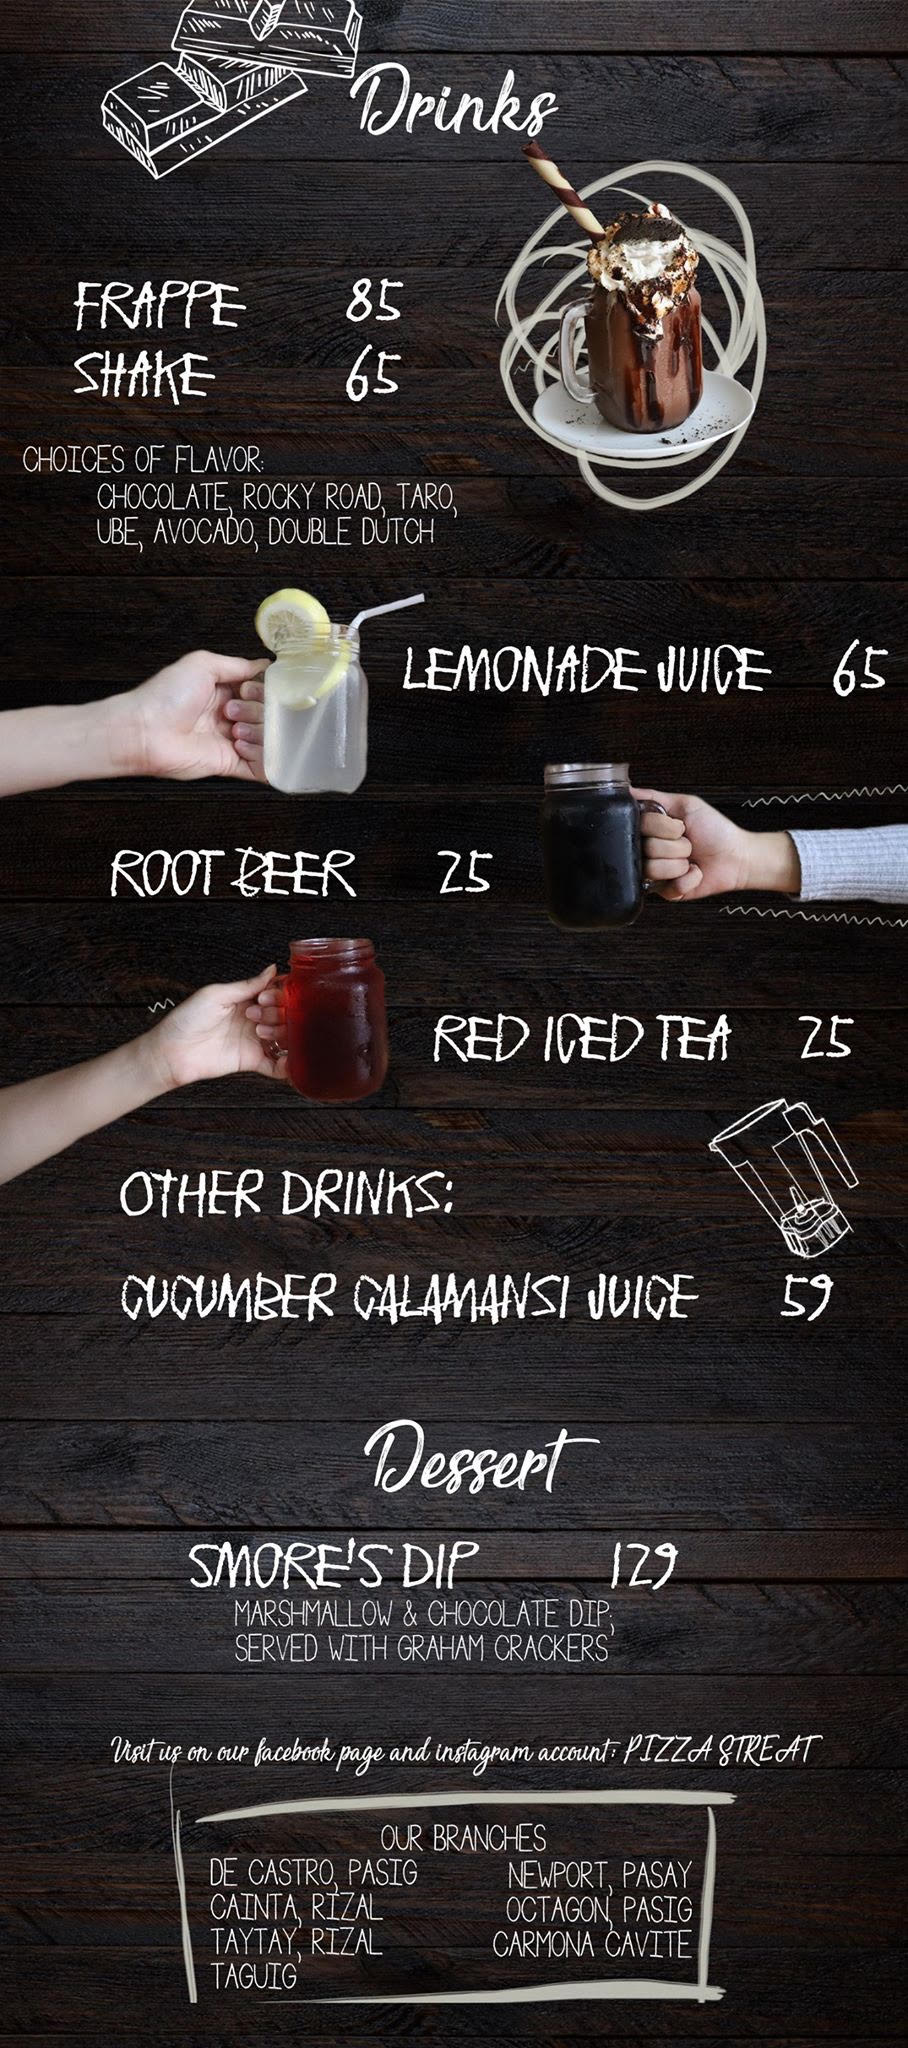 Drinks
FRAPPE 85
SHAKE 65
CHOICES OF FLAVOR:
CHOCOLATE, ROCKY ROAD, TARO,
UBE, AVOCADO, DOUBLE DUTCH
LEMONADE JUICE 65
ROOT BEER 25
RED ICED TEA 25
OTHER DRINKS:
CUCUMBER CALAMANSI JUICE 59
Dessert
SMORE'S DIP 129
MARSHMALLOW & CHOCOLATE DIP;
SERVED WITH GRAHAM CRACKERS
Visit us on our facebook page and instagram account: PIZZA STREAT
OUR BRANCHES
DE CASTRO, PASIG
CAINTA, RIZAL
TAYTAY, RIZAL
TAGUIG
NEWPORT, PASAY
OCTAGON, PASIG
CARMONA CAVITE